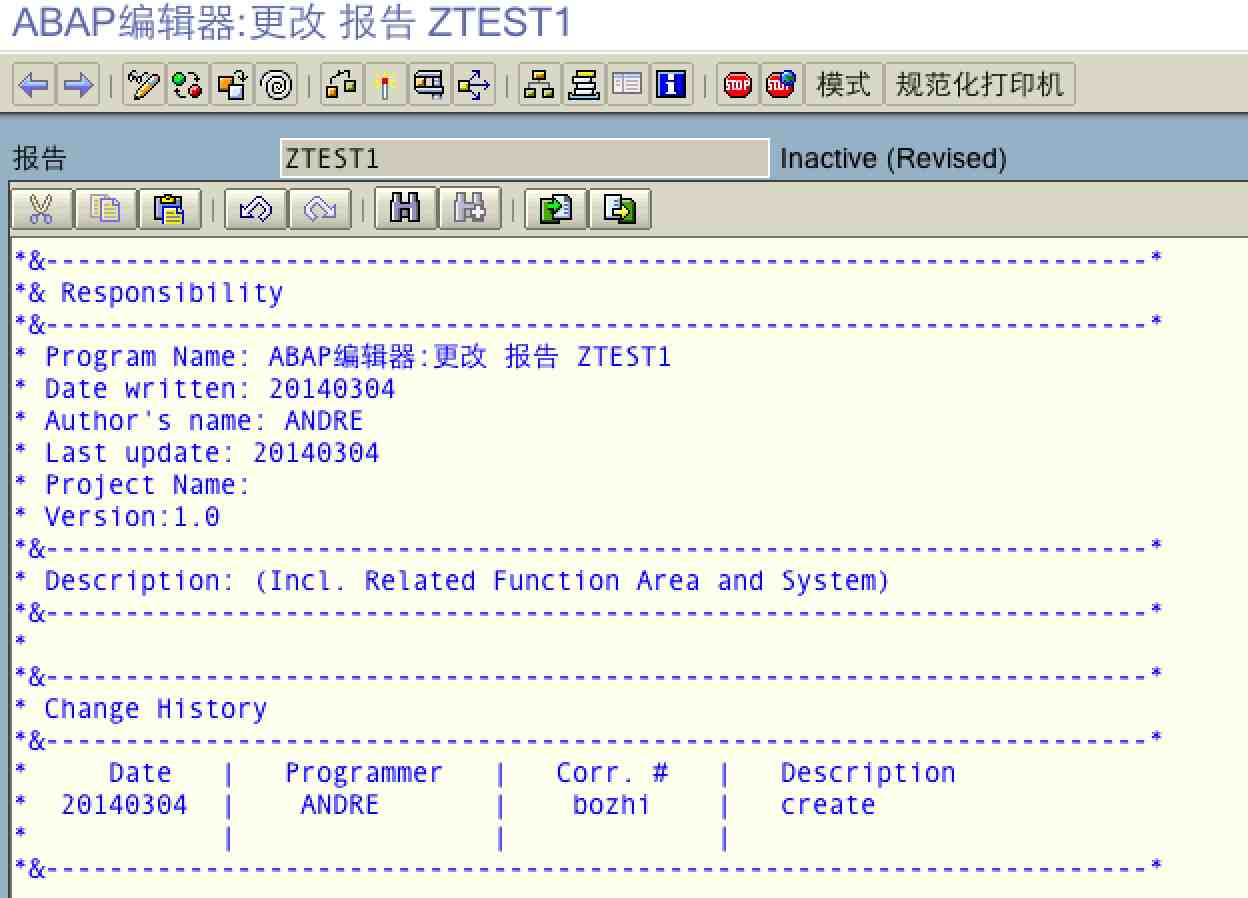 ABAP编辑器:更改 报告 ZTEST1
模式 规范化打印机
报告 ZTEST1 Inactive (Revised)
*&---------------------------------------------------------------------*
*& Responsibility
*&---------------------------------------------------------------------*
* Program Name: ABAP编辑器:更改 报告 ZTEST1
* Date written: 20140304
* Author's name: ANDRE
* Last update: 20140304
* Project Name:
* Version:1.0
*&---------------------------------------------------------------------*
* Description: (Incl. Related Function Area and System)
*&---------------------------------------------------------------------*
*
*&---------------------------------------------------------------------*
* Change History
*&---------------------------------------------------------------------*
*     Date   |   Programmer   |   Corr. #   |   Description
*  20140304  |    ANDRE       |    bozhi    |   create
*            |                |             |
*&---------------------------------------------------------------------*